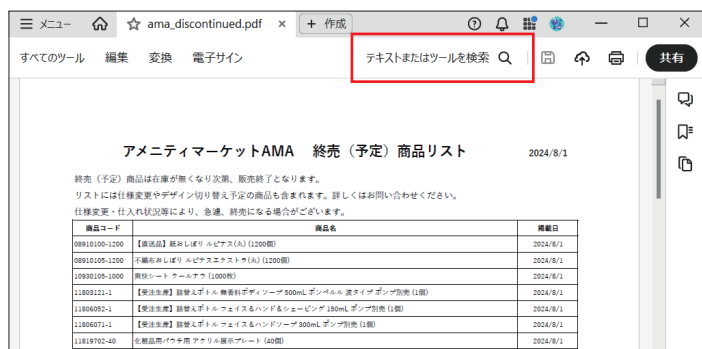 メニュー ama_discontinued.pdf × + 作成
すべてのツール 編集 変換 電子サイン テキストまたはツールを検索 共有
アメニティマーケットAMA 終売（予定）商品リスト 2024/8/1
終売（予定）商品は在庫が無くなり次第、販売終了となります。
リストには仕様変更やデザイン切り替え予定の商品も含まれます。詳しくはお問い合わせください。
仕様変更・仕入れ状況等により、急遽、終売になる場合がございます。
商品コード 商品名 掲載日
08910100-1200 【直送品】紙おしぼり ルピナス(丸) (1200個) 2024/8/1
08910105-1200 不織布おしぼり ルピナスエクストラ(丸) (1200個) 2024/8/1
10930105-1000 爽快シート クールナウ (1000枚) 2024/8/1
11803121-1 【受注生産】詰替えボトル 無香料ボディソープ 500mL ボンベルル 波タイプ ポンプ別売 (1個) 2024/8/1
11806052-1 【受注生産】詰替えボトル フェイス&ハンド&シェービング 150mL ポンプ別売 (1個) 2024/8/1
11806071-1 【受注生産】詰替えボトル フェイス&ハンドソープ 300mL ポンプ別売 (1個) 2024/8/1
11819702-40 化粧品用パウチ用 アクリル展示プレート (40個) 2024/8/1